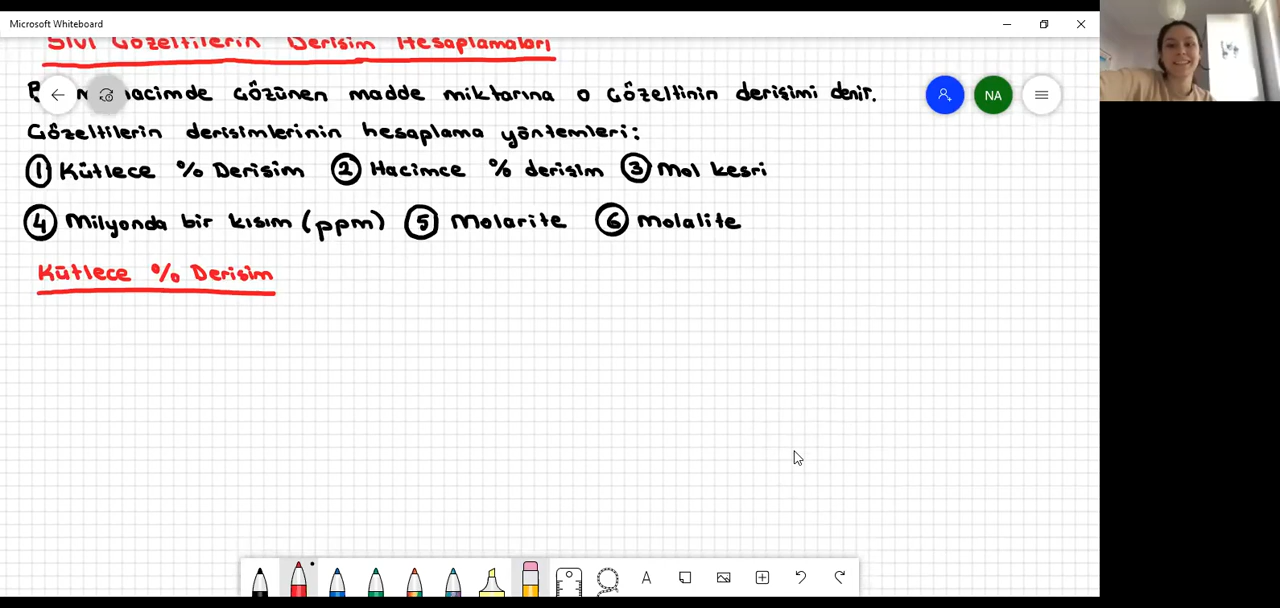 Microsoft Whiteboard
Sıvı Çözeltilerin Derişim Hesaplamaları
hacimde Çözünen madde miktarına o Çözeltinin derişimi denir.
NA
Çözeltilerin derişimlerinin hesaplama yöntemleri:
① Kütlece % Derişim ② Hacimce % derişim ③ Mol kesri
④ Milyonda bir kısım (ppm) ⑤ Molarite ⑥ Molalite
Kütlece % Derişim